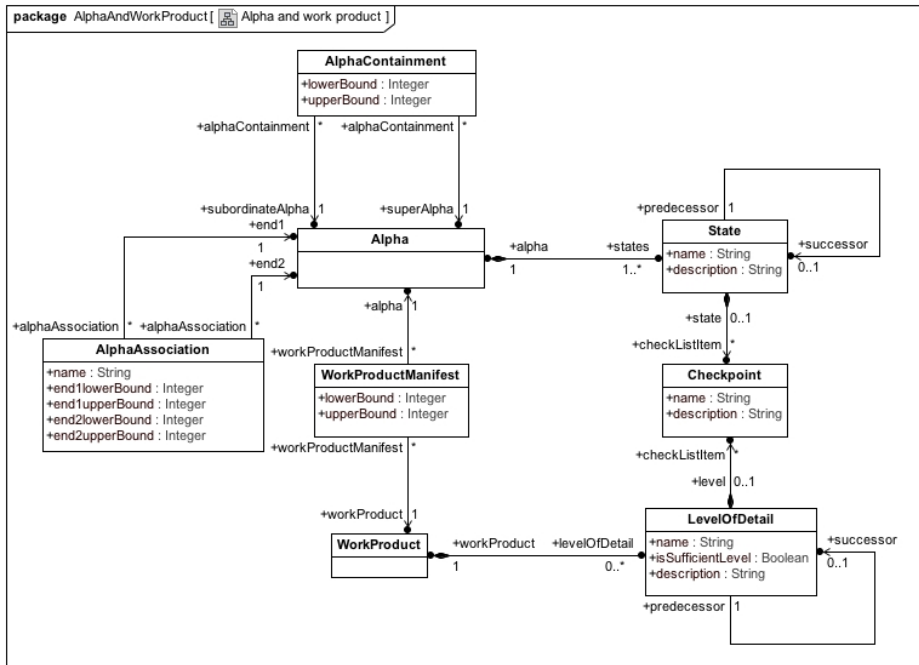 package AlphaAndWorkProduct [ Alpha and work product ]
AlphaContainment
+lowerBound : Integer
+upperBound : Integer
+alphaContainment * +alphaContainment *
+subordinateAlpha 1 +superAlpha 1
+predecessor 1
+end1
1
Alpha
+alpha +states
1 1..*
State
+name : String
+description : String
+successor
0..1
+end2
1
+alpha 1
+state 0..1
+alphaAssociation * +alphaAssociation *
+workProductManifest *
+checkListItem *
AlphaAssociation
+name : String
+end1lowerBound : Integer
+end1upperBound : Integer
+end2lowerBound : Integer
+end2upperBound : Integer
WorkProductManifest
+lowerBound : Integer
+upperBound : Integer
Checkpoint
+name : String
+description : String
+workProductManifest *
+checkListItem *
+level 0..1
+workProduct 1
WorkProduct
+workProduct +levelOfDetail
1 0..*
LevelOfDetail
+name : String
+isSufficientLevel : Boolean
+description : String
+successor
0..1
+predecessor 1